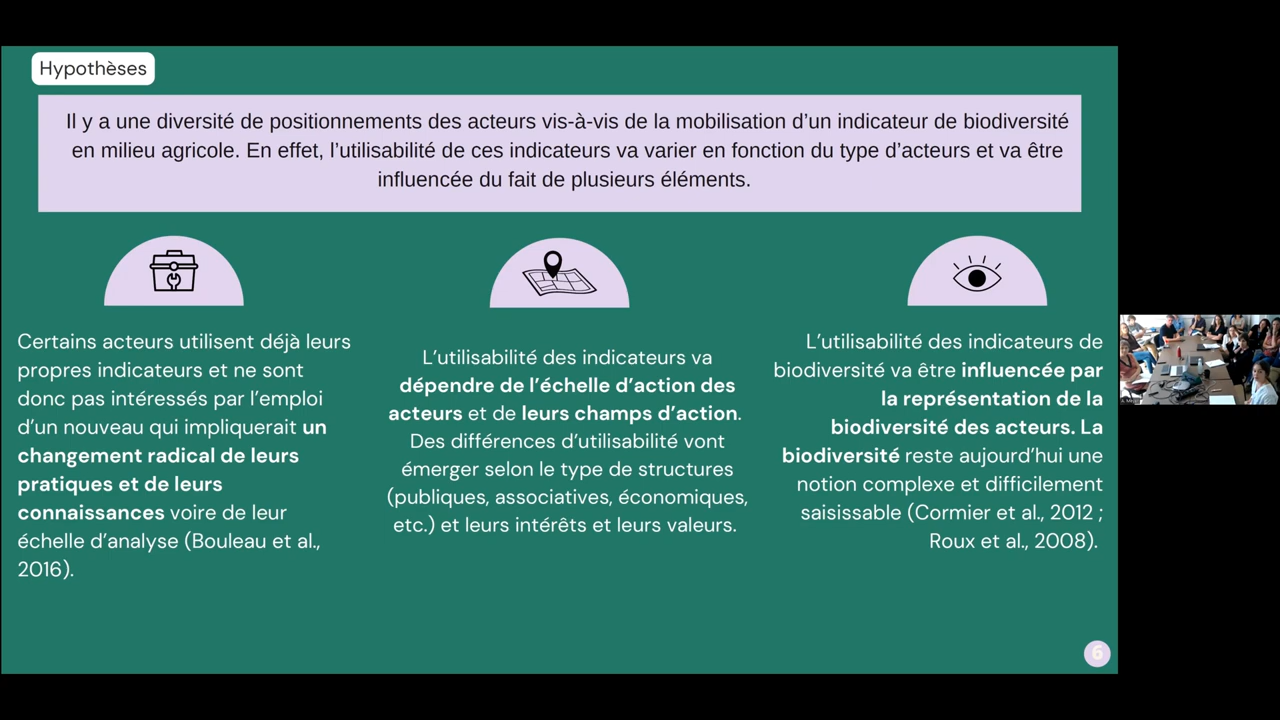 Hypothèses
Il y a une diversité de positionnements des acteurs vis-à-vis de la mobilisation d’un indicateur de biodiversité
en milieu agricole. En effet, l’utilisabilité de ces indicateurs va varier en fonction du type d’acteurs et va être
influencée du fait de plusieurs éléments.
Certains acteurs utilisent déjà leurs
propres indicateurs et ne sont
donc pas intéressés par l’emploi
d’un nouveau qui impliquerait un
changement radical de leurs
pratiques et de leurs
connaissances voire de leur
échelle d’analyse (Bouleau et al.,
2016).
L’utilisabilité des indicateurs va
dépendre de l’échelle d’action des
acteurs et de leurs champs d’action.
Des différences d’utilisabilité vont
émerger selon le type de structures
(publiques, associatives, économiques,
etc.) et leurs intérêts et leurs valeurs.
L’utilisabilité des indicateurs de
biodiversité va être influencée par
la représentation de la
biodiversité des acteurs. La
biodiversité reste aujourd’hui une
notion complexe et difficilement
saisissable (Cormier et al., 2012 ;
Roux et al., 2008).
6